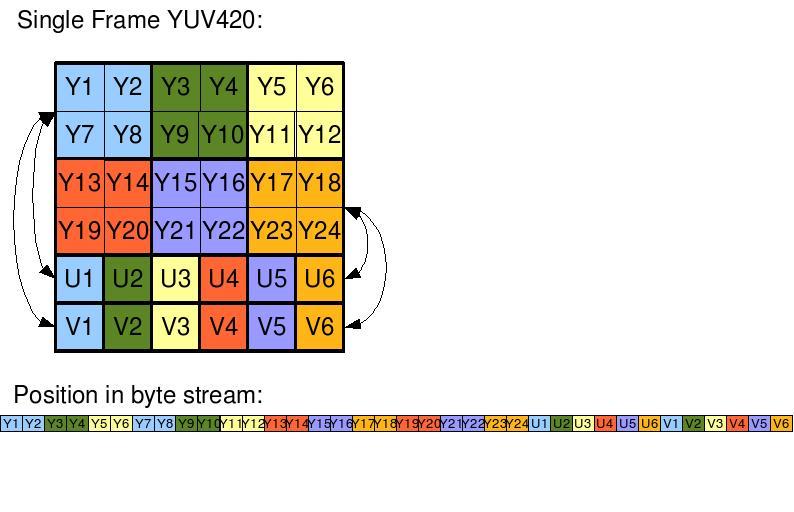 Single Frame YUV420:
Y1 Y2 Y3 Y4 Y5 Y6
Y7 Y8 Y9 Y10 Y11 Y12
Y13 Y14 Y15 Y16 Y17 Y18
Y19 Y20 Y21 Y22 Y23 Y24
U1 U2 U3 U4 U5 U6
V1 V2 V3 V4 V5 V6
Position in byte stream:
Y1 Y2 Y3 Y4 Y5 Y6 Y7 Y8 Y9 Y10 Y11 Y12 Y13 Y14 Y15 Y16 Y17 Y18 Y19 Y20 Y21 Y22 Y23 Y24 U1 U2 U3 U4 U5 U6 V1 V2 V3 V4 V5 V6